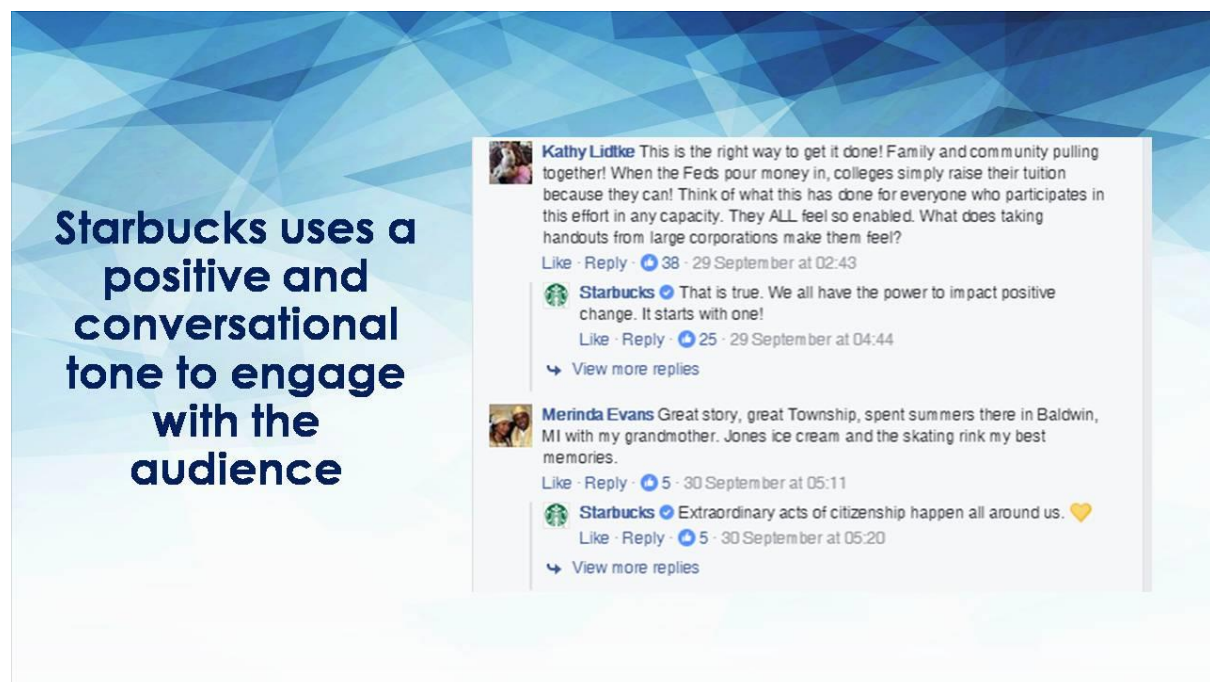 Starbucks uses a
positive and
conversational
tone to engage
with the
audience
Kathy Lidtke This is the right way to get it done! Family and community pulling
together! When the Feds pour money in, colleges simply raise their tuition
because they can! Think of what this has done for everyone who participates in
this effort in any capacity. They ALL feel so enabled. What does taking
handouts from large corporations make them feel?
Like · Reply · 38 · 29 September at 02:43
Starbucks That is true. We all have the power to impact positive
change. It starts with one!
Like · Reply · 25 · 29 September at 04:44
View more replies
Merinda Evans Great story, great Township, spent summers there in Baldwin,
MI with my grandmother. Jones ice cream and the skating rink my best
memories.
Like · Reply · 5 · 30 September at 05:11
Starbucks Extraordinary acts of citizenship happen all around us. 💛
Like · Reply · 5 · 30 September at 05:20
View more replies